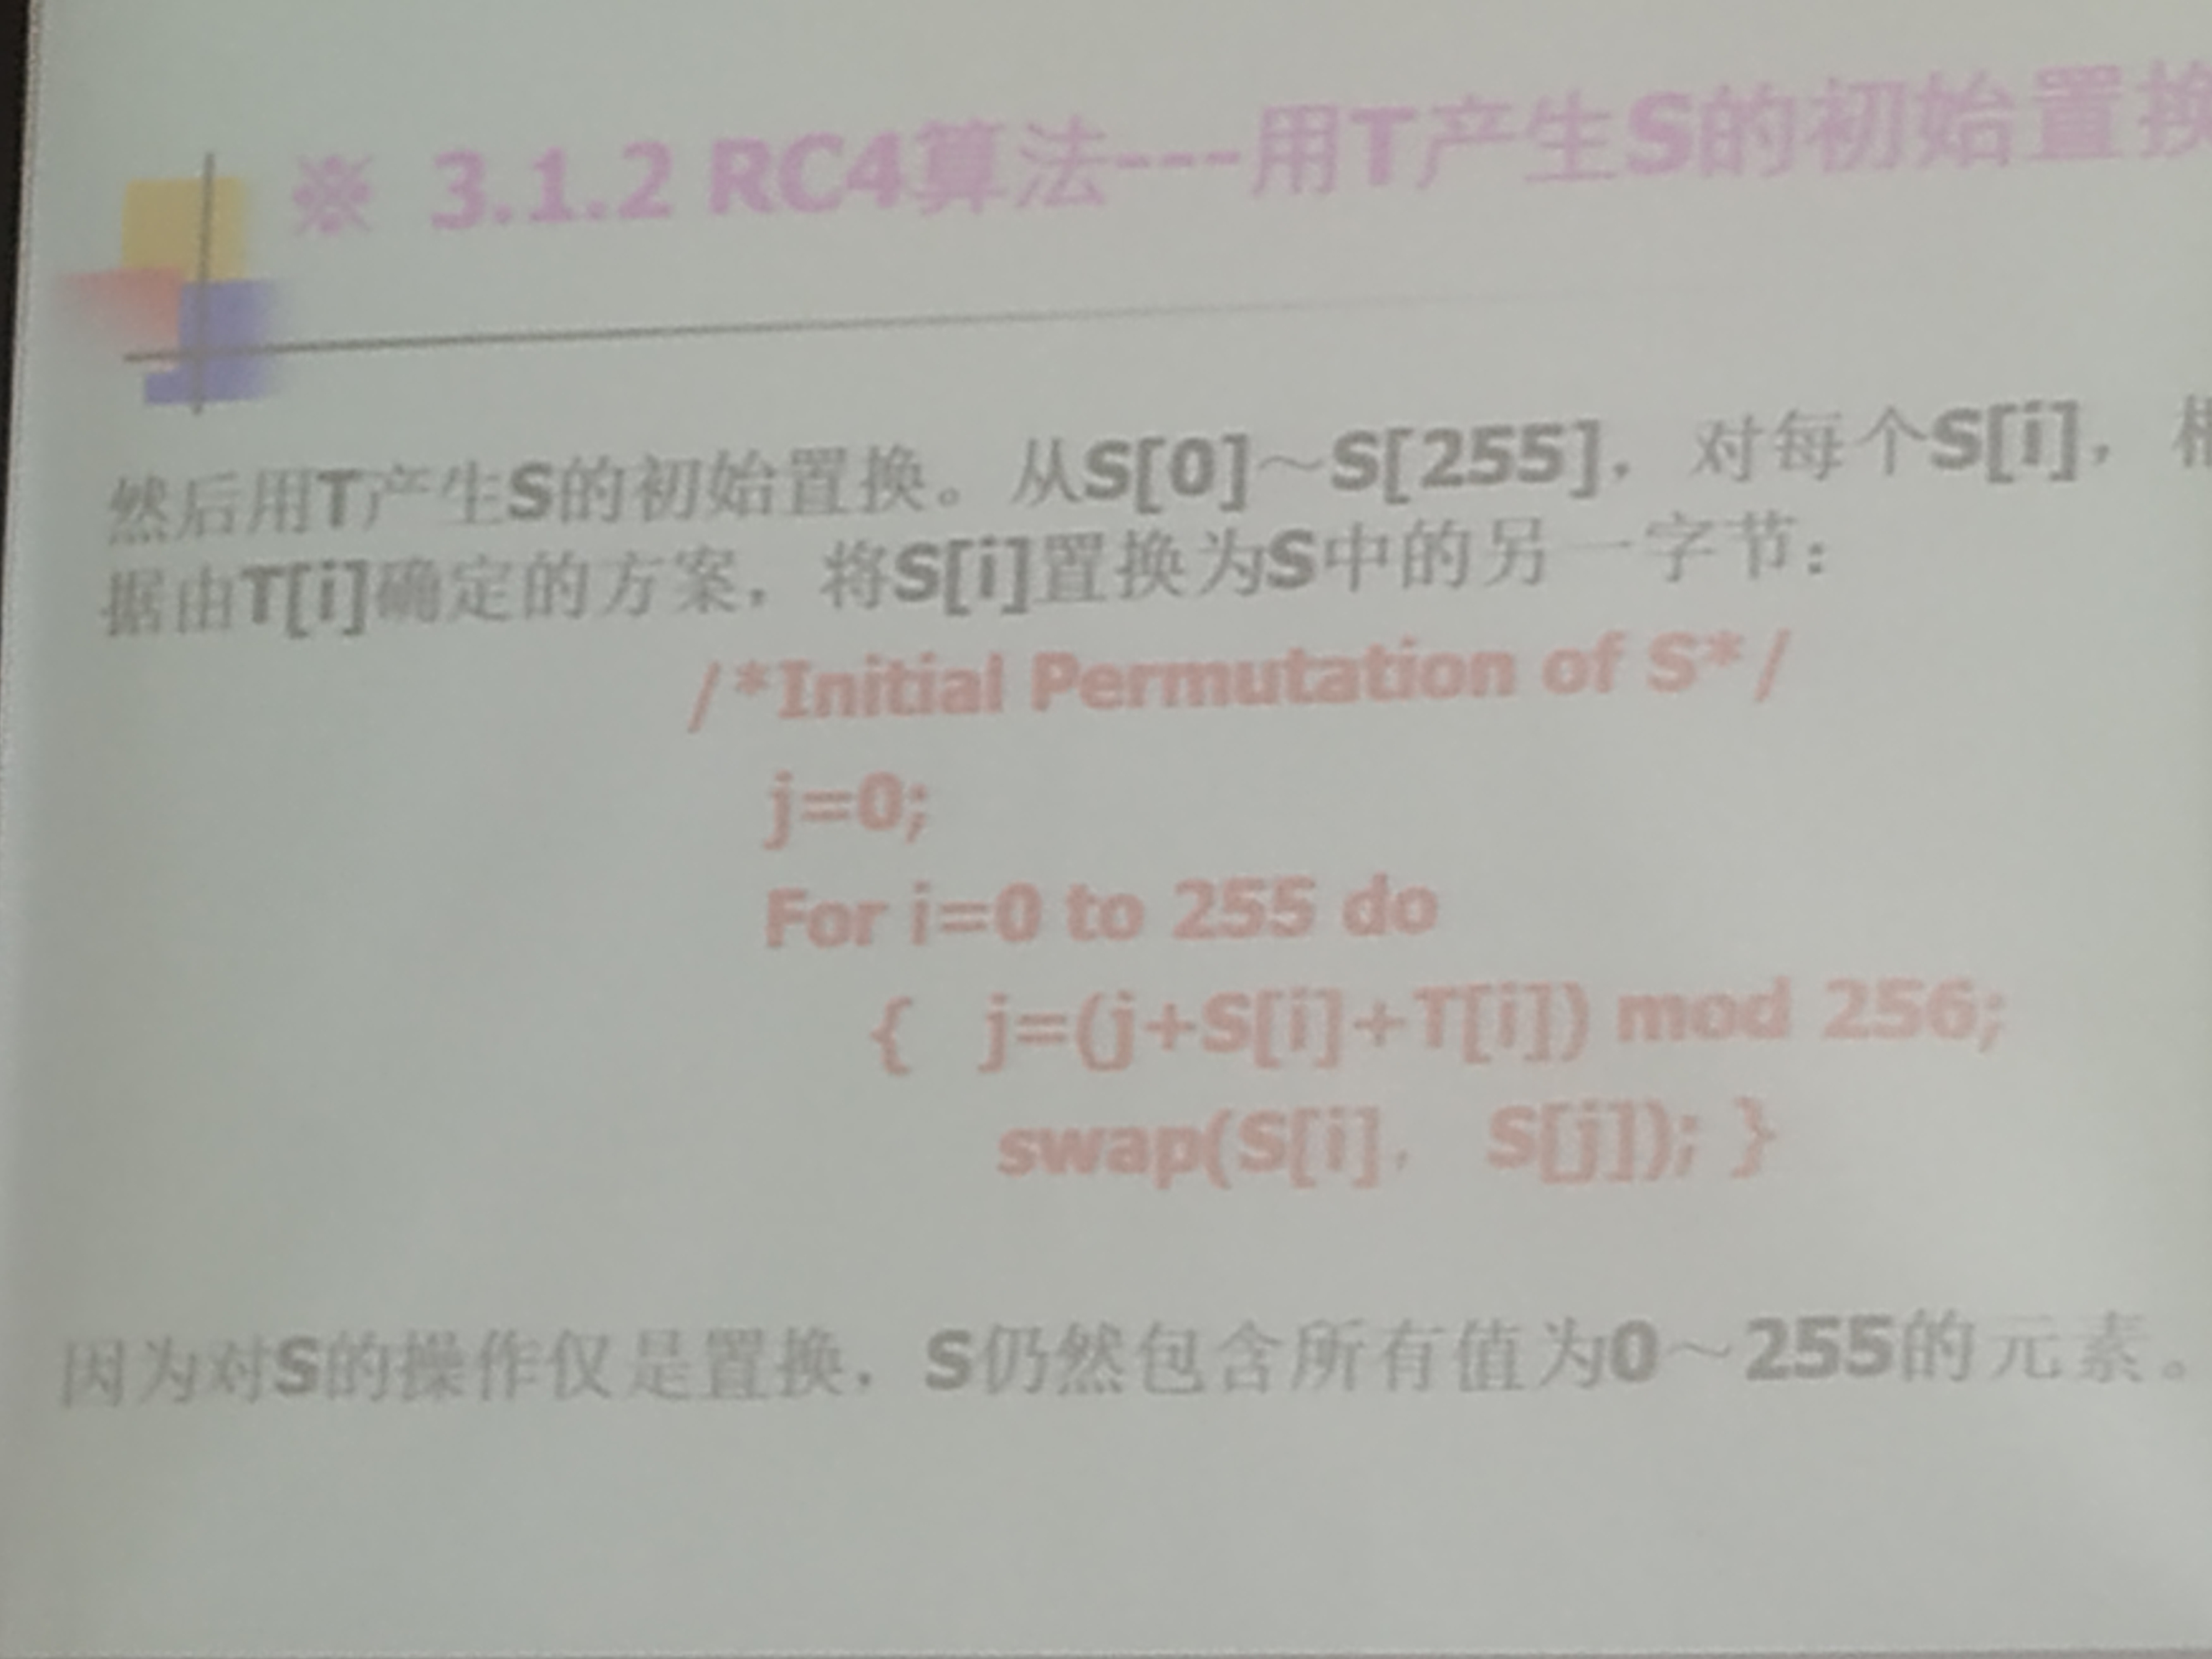 ※ 3.1.2 RC4算法---用T产生S的初始置换
然后用T产生S的初始置换。从S[0]～S[255]，对每个S[i]，根
据由T[i]确定的方案，将S[i]置换为S中的另一字节：
/*Initial Permutation of S*/
j=0;
For i=0 to 255 do
{ j=(j+S[i]+T[i]) mod 256;
swap(S[i]， S[j]); }
因为对S的操作仅是置换，S仍然包含所有值为0～255的元素。